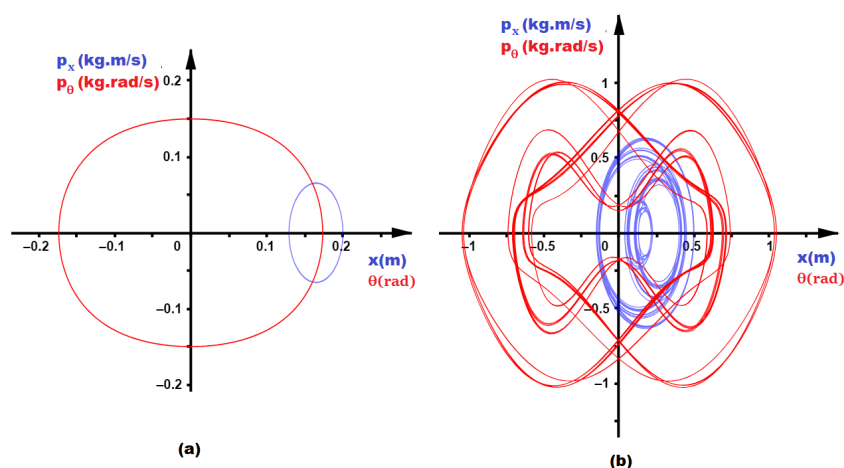 pₓ (kg.m/s)
p_θ (kg.rad/s)
0.2
0.1
−0.2
−0.1
0
0.1
0.2
x(m)
θ(rad)
−0.1
−0.2
(a)
pₓ (kg.m/s)
p_θ (kg.rad/s)
1
0.5
−1
−0.5
0
0.5
1
x(m)
θ(rad)
−0.5
−1
(b)